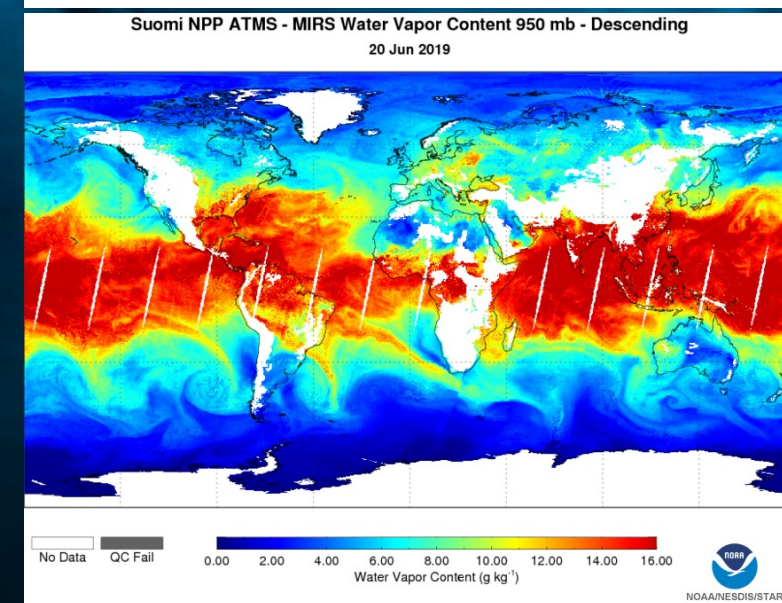 Suomi NPP ATMS - MIRS Water Vapor Content 950 mb - Descending
20 Jun 2019
No Data
QC Fail
0.00 2.00 4.00 6.00 8.00 10.00 12.00 14.00 16.00
Water Vapor Content (g kg⁻¹)
NOAA
NOAA/NESDIS/STAR